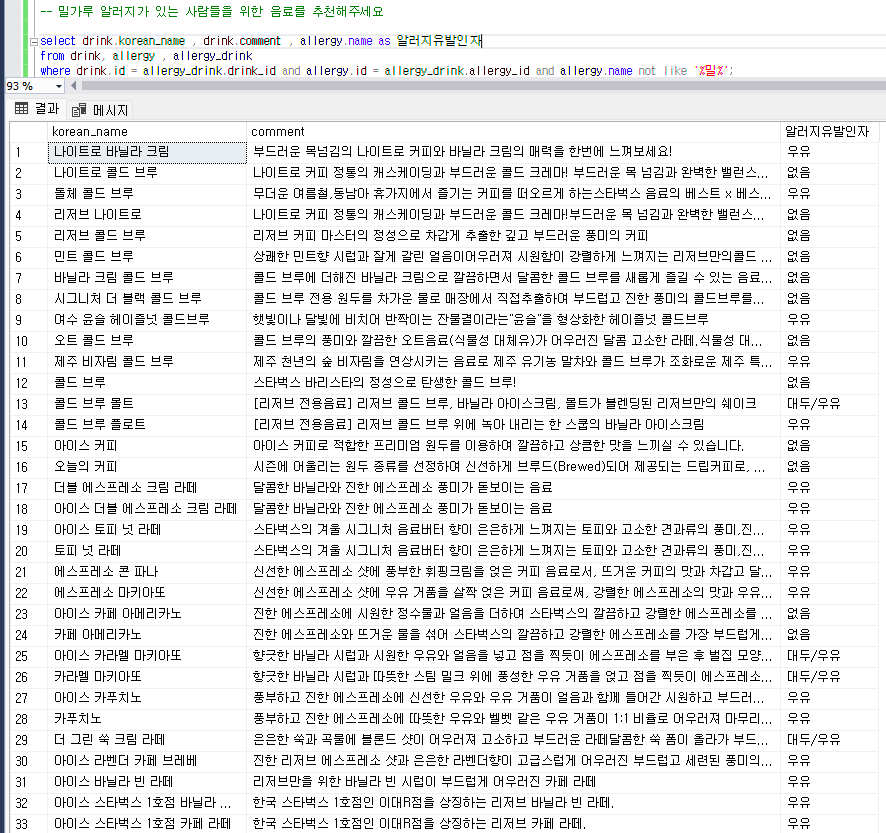 -- 밀가루 알러지가 있는 사람들을 위한 음료를 추천해주세요
select drink.korean_name , drink.comment , allergy.name as 알러지유발인자
from drink, allergy , allergy_drink
where drink.id = allergy_drink.drink_id and allergy.id = allergy_drink.allergy_id and allergy.name not like '%밀%';
93 %
결과 메시지
korean_name comment 알러지유발인자
1 나이트로 바닐라 크림 부드러운 목넘김의 나이트로 커피와 바닐라 크림의 매력을 한번에 느껴보세요! 우유
2 나이트로 콜드 브루 나이트로 커피 정통의 캐스케이딩과 부드러운 콜드 크레마! 부드러운 목 넘김과 완벽한 밸런스... 없음
3 돌체 콜드 브루 무더운 여름철,동남아 휴가지에서 즐기는 커피를 떠오르게 하는스타벅스 음료의 베스트 x 베스... 우유
4 리저브 나이트로 나이트로 커피 정통의 캐스케이딩과 부드러운 콜드 크레마!부드러운 목 넘김과 완벽한 밸런스... 없음
5 리저브 콜드 브루 리저브 커피 마스터의 정성으로 차갑게 추출한 깊고 부드러운 풍미의 커피 없음
6 민트 콜드 브루 상쾌한 민트향 시럽과 잘게 갈린 얼음이어우러져 시원함이 강렬하게 느껴지는 리저브만의콜드 ... 없음
7 바닐라 크림 콜드 브루 콜드 브루에 더해진 바닐라 크림으로 깔끔하면서 달콤한 콜드 브루를 새롭게 즐길 수 있는 음료... 없음
8 시그니처 더 블랙 콜드 브루 콜드 브루 전용 원두를 차가운 물로 매장에서 직접추출하여 부드럽고 진한 풍미의 콜드브루를... 없음
9 여수 윤슬 헤이즐넛 콜드브루 햇빛이나 달빛에 비치어 반짝이는 잔물결이라는"윤슬"을 형상화한 헤이즐넛 콜드브루 우유
10 오트 콜드 브루 콜드 브루의 풍미와 깔끔한 오트음료(식물성 대체유)가 어우러진 달콤 고소한 라떼.식물성 대... 없음
11 제주 비자림 콜드 브루 제주 천년의 숲 비자림을 연상시키는 음료로 제주 유기농 말차와 콜드 브루가 조화로운 제주 특... 우유
12 콜드 브루 스타벅스 바리스타의 정성으로 탄생한 콜드 브루! 없음
13 콜드 브루 몰트 [리저브 전용음료] 리저브 콜드 브루, 바닐라 아이스크림, 몰트가 블렌딩된 리저브만의 쉐이크 대두/우유
14 콜드 브루 플로트 [리저브 전용음료] 리저브 콜드 브루 위에 녹아 내리는 한 스쿱의 바닐라 아이스크림 우유
15 아이스 커피 아이스 커피로 적합한 프리미엄 원두를 이용하여 깔끔하고 상큼한 맛을 느끼실 수 있습니다. 없음
16 오늘의 커피 시즌에 어울리는 원두 종류를 선정하여 신선하게 브루드(Brewed)되어 제공되는 드립커피로, ... 없음
17 더블 에스프레소 크림 라떼 달콤한 바닐라와 진한 에스프레소 풍미가 돋보이는 음료 우유
18 아이스 더블 에스프레소 크림 라떼 달콤한 바닐라와 진한 에스프레소 풍미가 돋보이는 음료 우유
19 아이스 토피 넛 라떼 스타벅스의 겨울 시그니처 음료버터 향이 은은하게 느껴지는 토피와 고소한 견과류의 풍미,진... 우유
20 토피 넛 라떼 스타벅스의 겨울 시그니처 음료버터 향이 은은하게 느껴지는 토피와 고소한 견과류의 풍미,진... 우유
21 에스프레소 콘 파나 신선한 에스프레소 샷에 풍부한 휘핑크림을 얹은 커피 음료로서, 뜨거운 커피의 맛과 차갑고 달... 우유
22 에스프레소 마키아또 신선한 에스프레소 샷에 우유 거품을 살짝 얹은 커피 음료로써, 강렬한 에스프레소의 맛과 우유... 우유
23 아이스 카페 아메리카노 진한 에스프레소에 시원한 정수물과 얼음을 더하여 스타벅스의 깔끔하고 강렬한 에스프레소를 ... 없음
24 카페 아메리카노 진한 에스프레소와 뜨거운 물을 섞어 스타벅스의 깔끔하고 강렬한 에스프레소를 가장 부드럽게... 없음
25 아이스 카라멜 마키아또 향긋한 바닐라 시럽과 시원한 우유와 얼음을 넣고 점을 찍듯이 에스프레소를 부은 후 벌집 모양... 대두/우유
26 카라멜 마키아또 향긋한 바닐라 시럽과 따뜻한 스팀 밀크 위에 풍성한 우유 거품을 얹고 점을 찍듯이 에스프레소... 대두/우유
27 아이스 카푸치노 풍부하고 진한 에스프레소에 신선한 우유와 우유 거품이 얼음과 함께 들어간 시원하고 부드러... 우유
28 카푸치노 풍부하고 진한 에스프레소에 따뜻한 우유와 벨벳 같은 우유 거품이 1:1 비율로 어우러져 마무리... 우유
29 더 그린 쑥 크림 라떼 은은한 쑥과 곡물에 블론드 샷이 어우러져 고소하고 부드러운 라떼달콤한 쑥 폼이 올라가 부드... 대두/우유
30 아이스 라벤더 카페 브레베 진한 리저브 에스프레소 샷과 은은한 라벤더향이 고급스럽게 어우러진 부드럽고 세련된 풍미의... 우유
31 아이스 바닐라 빈 라떼 리저브만을 위한 바닐라 빈 시럽이 부드럽게 어우러진 카페 라떼 우유
32 아이스 스타벅스 1호점 바닐라 ... 한국 스타벅스 1호점인 이대R점을 상징하는 리저브 바닐라 빈 라떼. 우유
33 아이스 스타벅스 1호점 카페 라떼 한국 스타벅스 1호점인 이대R점을 상징하는 리저브 카페 라떼. 우유